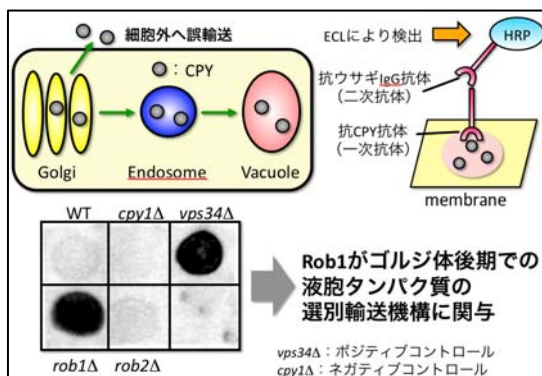 細胞外へ誤輸送
：CPY
Golgi
Endosome
Vacuole
ECLにより検出
HRP
抗ウサギIgG抗体
（二次抗体）
抗CPY抗体
（一次抗体）
membrane
WT cpy1Δ vps34Δ
rob1Δ rob2Δ
Rob1がゴルジ体後期での
液胞タンパク質の
選別輸送機構に関与
vps34Δ：ポジティブコントロール
cpy1Δ：ネガティブコントロール